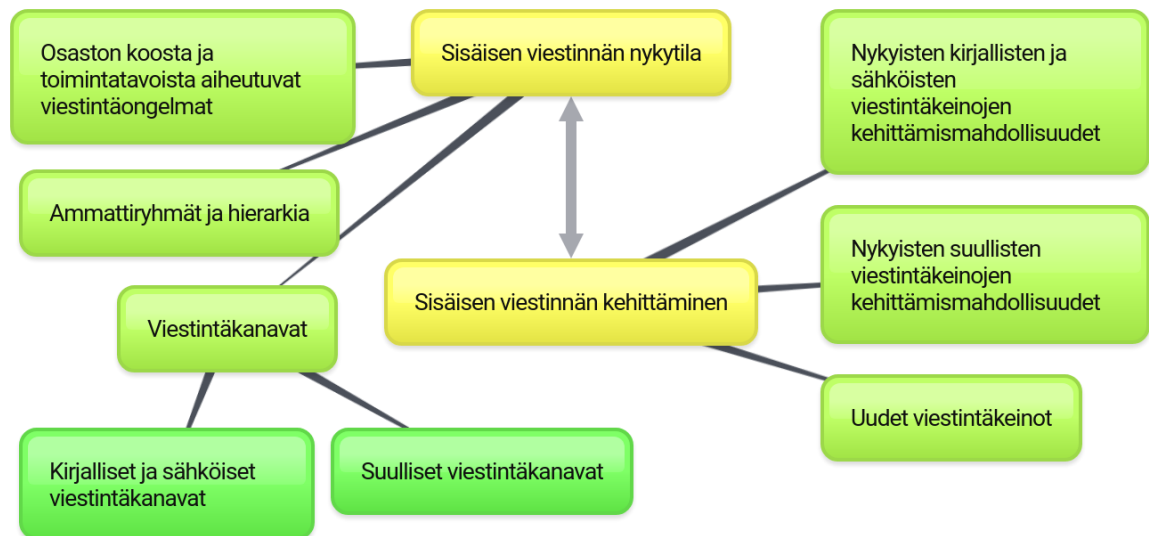 Osaston koosta ja
toimintatavoista aiheutuvat
viestintäongelmat
Sisäisen viestinnän nykytila
Nykyisten kirjallisten ja
sähköisten
viestintäkeinojen
kehittämismahdollisuudet
Ammattiryhmät ja hierarkia
Nykyisten suullisten
viestintäkeinojen
kehittämismahdollisuudet
Sisäisen viestinnän kehittäminen
Viestintäkanavat
Uudet viestintäkeinot
Kirjalliset ja sähköiset
viestintäkanavat
Suulliset viestintäkanavat